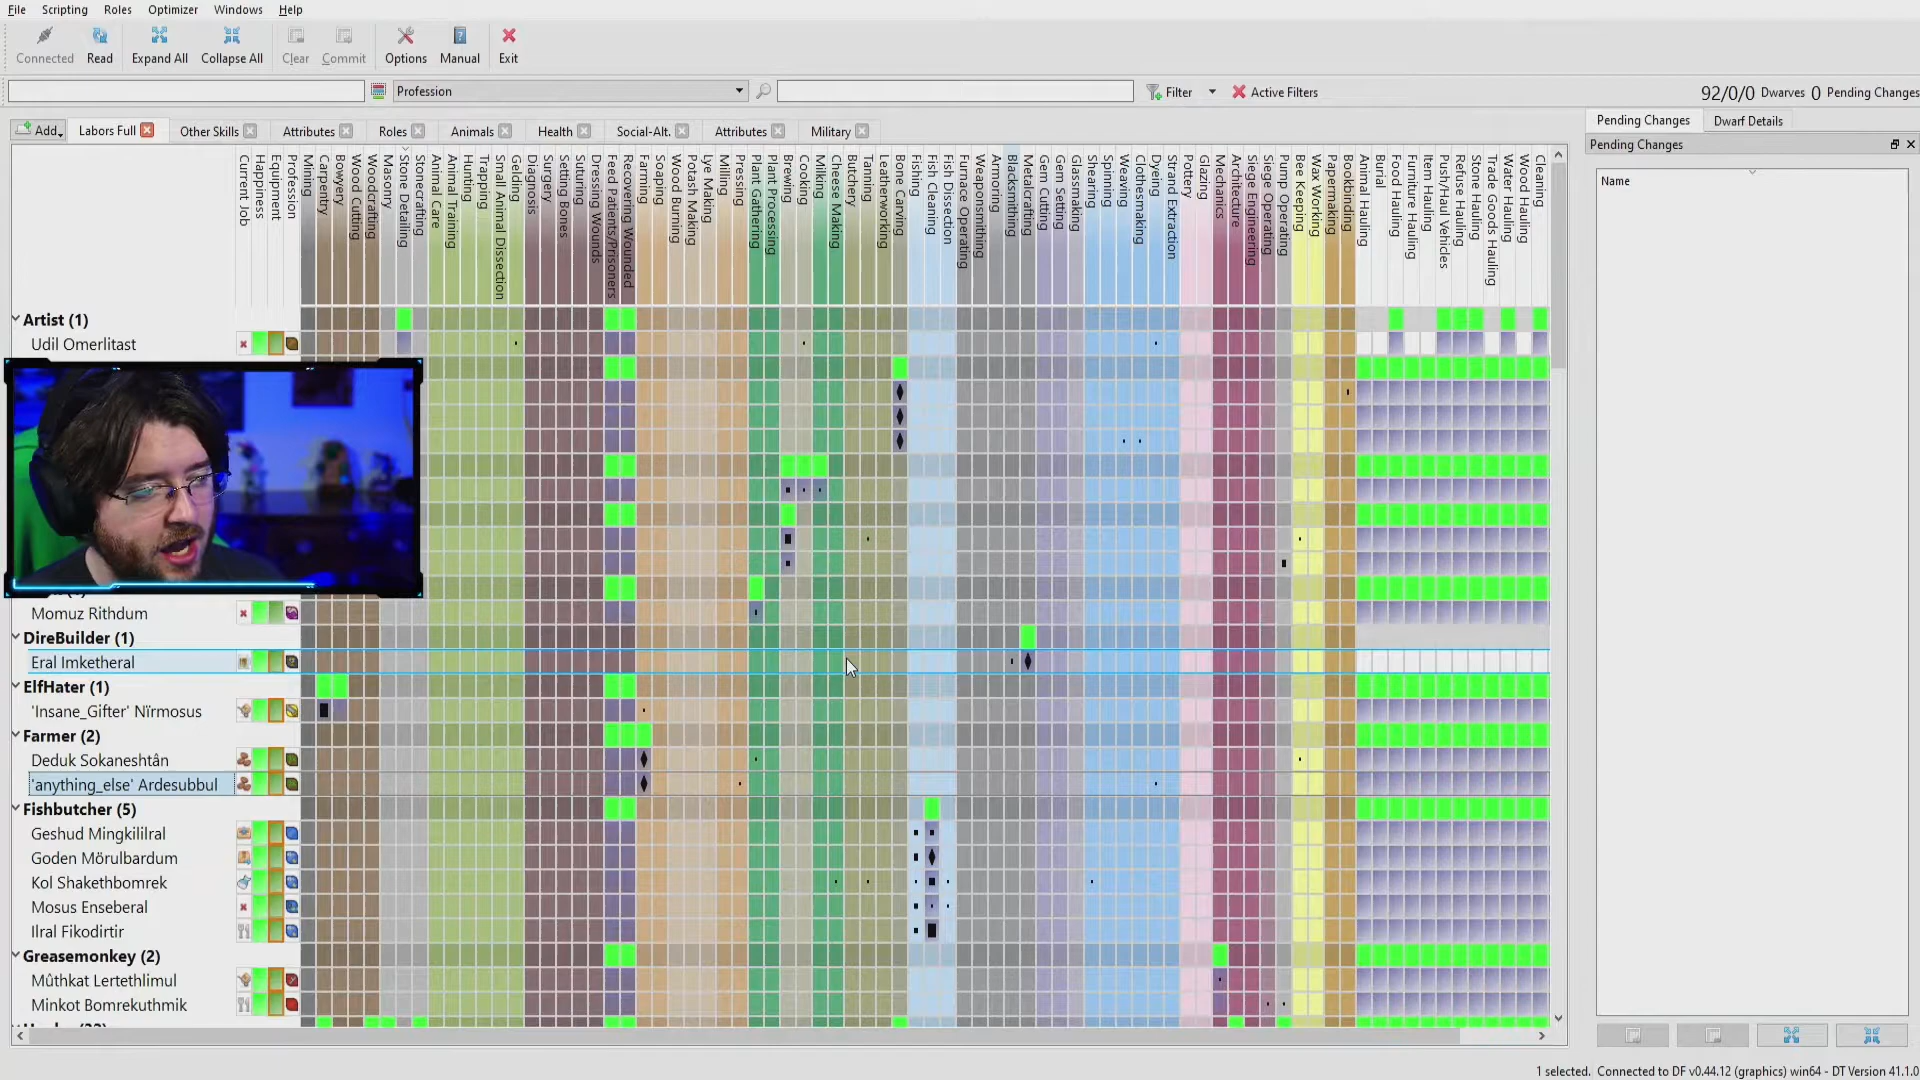 File Scripting Roles Optimizer Windows Help
Connected Read Expand All Collapse All Clear Commit Options Manual Exit
Profession Filter Active Filters 92/0/0 Dwarves 0 Pending Changes
Add Labors Full Other Skills Attributes Roles Animals Health Social-Alt. Attributes Military
Pending Changes Dwarf Details
Pending Changes
Name
Current Job
Happiness
Equipment
Profession
Mining
Carpentry
Bowyery
Wood Cutting
Woodcrafting
Masonry
Stone Detailing
Stonecrafting
Animal Care
Animal Training
Hunting
Trapping
Small Animal Dissection
Gelding
Diagnosis
Surgery
Setting Bones
Suturing
Dressing Wounds
Feed Patients/Prisoners
Recovering Wounded
Farming
Soaping
Wood Burning
Potash Making
Lye Making
Milling
Pressing
Plant Gathering
Plant Processing
Brewing
Cooking
Milking
Cheese Making
Butchery
Tanning
Leatherworking
Bone Carving
Fishing
Fish Cleaning
Fish Dissection
Furnace Operating
Weaponsmithing
Armoring
Blacksmithing
Metalcrafting
Gem Cutting
Gem Setting
Glassmaking
Shearing
Spinning
Weaving
Clothesmaking
Dyeing
Strand Extraction
Pottery
Glazing
Mechanics
Architecture
Siege Engineering
Siege Operating
Pump Operating
Bee Keeping
Wax Working
Papermaking
Bookbinding
Animal Hauling
Burial
Food Hauling
Furniture Hauling
Item Hauling
Push/Haul Vehicles
Refuse Hauling
Stone Hauling
Trade Goods Hauling
Water Hauling
Wood Hauling
Cleaning
Artist (1)
Udil Omerlitast
Momuz Rithdum
DireBuilder (1)
Eral Imketheral
ElfHater (1)
'Insane_Gifter' Nïrmosus
Farmer (2)
Deduk Sokaneshtân
'anything_else' Ardesubbul
Fishbutcher (5)
Geshud Mingkililral
Goden Mörulbardum
Kol Shakethbomrek
Mosus Enseberal
Ilral Fikodirtir
Greasemonkey (2)
Mûthkat Lertethlimul
Minkot Bomrekuthmik
1 selected. Connected to DF v0.44.12 (graphics) win64 - DT Version 41.1.0